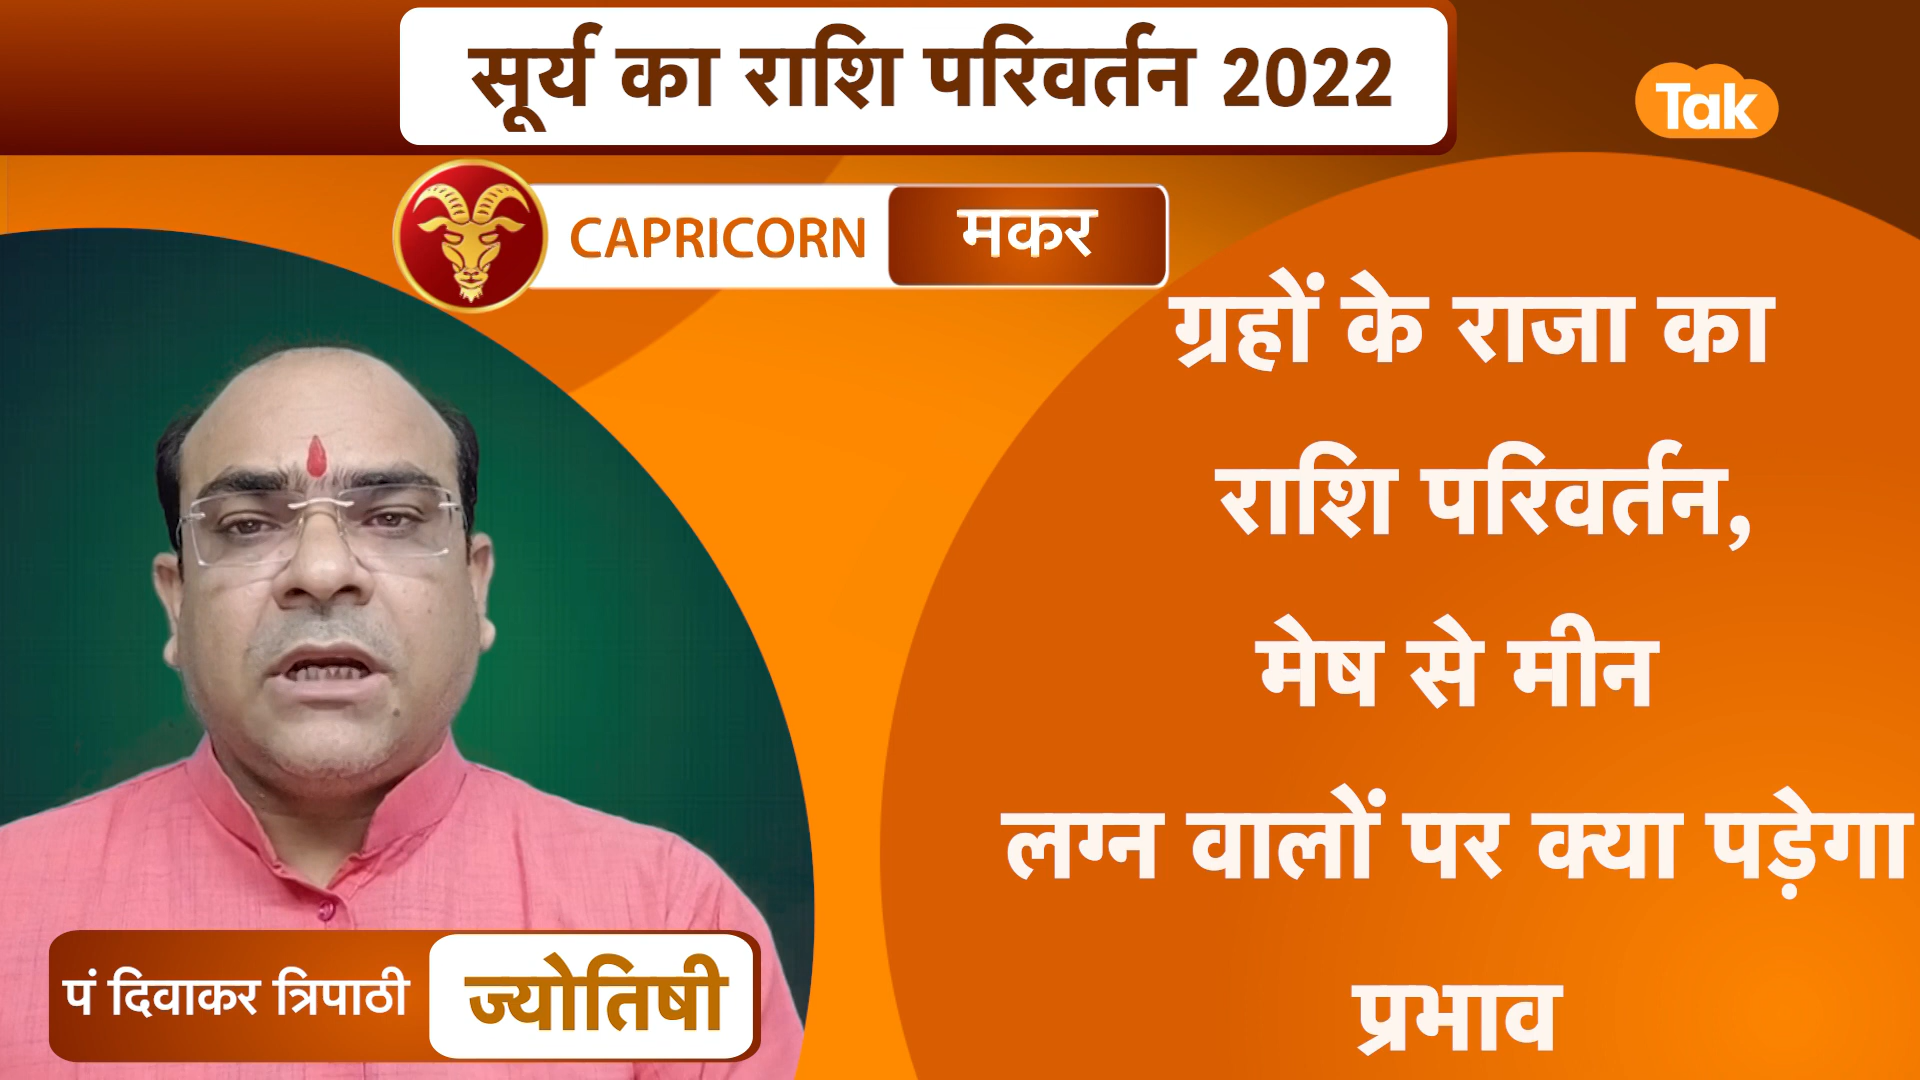 सूर्य का राशि परिवर्तन 2022
Tak
CAPRICORN मकर
ग्रहों के राजा का
राशि परिवर्तन,
मेष से मीन
लग्न वालों पर क्या पड़ेगा
प्रभाव
पं दिवाकर त्रिपाठी ज्योतिषी